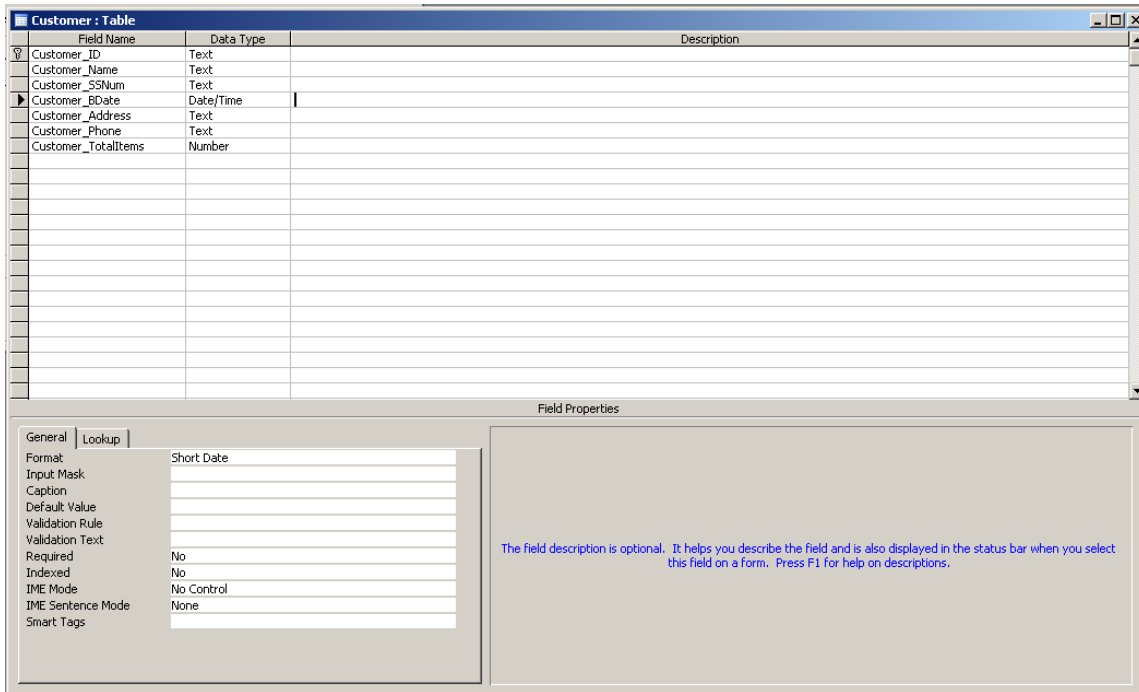 Customer : Table
Field Name Data Type Description
Customer_ID Text
Customer_Name Text
Customer_SSNum Text
Customer_BDate Date/Time
Customer_Address Text
Customer_Phone Text
Customer_TotalItems Number
Field Properties
General Lookup
Format Short Date
Input Mask
Caption
Default Value
Validation Rule
Validation Text
Required No
Indexed No
IME Mode No Control
IME Sentence Mode None
Smart Tags
The field description is optional. It helps you describe the field and is also displayed in the status bar when you select
this field on a form. Press F1 for help on descriptions.